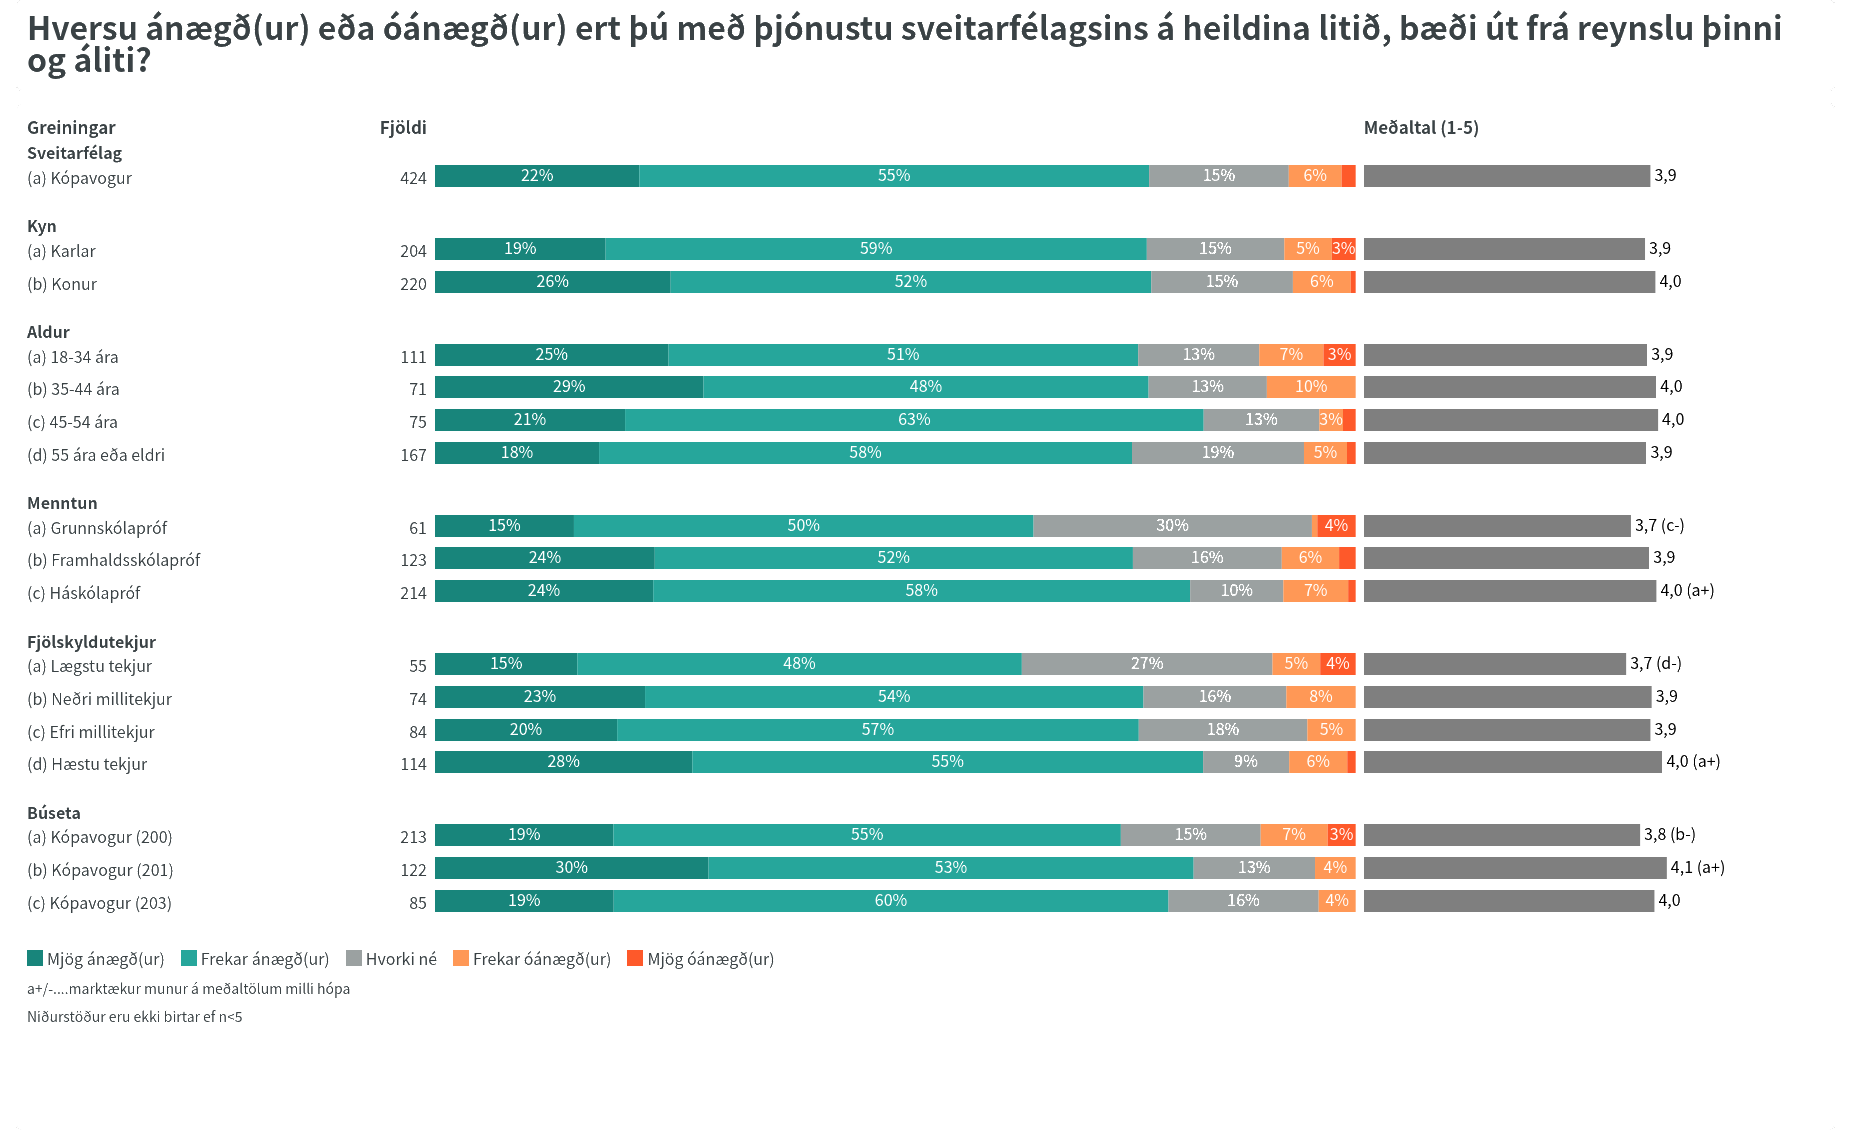 Hversu ánægð(ur) eða óánægð(ur) ert þú með þjónustu sveitarfélagsins á heildina litið, bæði út frá reynslu þinni
og áliti?
Greiningar Fjöldi Meðaltal (1-5)
Sveitarfélag
(a) Kópavogur 424 22% 55% 15% 6% 3,9
Kyn
(a) Karlar 204 19% 59% 15% 5% 3% 3,9
(b) Konur 220 26% 52% 15% 6% 4,0
Aldur
(a) 18-34 ára 111 25% 51% 13% 7% 3% 3,9
(b) 35-44 ára 71 29% 48% 13% 10% 4,0
(c) 45-54 ára 75 21% 63% 13% 3% 4,0
(d) 55 ára eða eldri 167 18% 58% 19% 5% 3,9
Menntun
(a) Grunnskólapróf 61 15% 50% 30% 4% 3,7 (c-)
(b) Framhaldsskólapróf 123 24% 52% 16% 6% 3,9
(c) Háskólapróf 214 24% 58% 10% 7% 4,0 (a+)
Fjölskyldutekjur
(a) Lægstu tekjur 55 15% 48% 27% 5% 4% 3,7 (d-)
(b) Neðri millitekjur 74 23% 54% 16% 8% 3,9
(c) Efri millitekjur 84 20% 57% 18% 5% 3,9
(d) Hæstu tekjur 114 28% 55% 9% 6% 4,0 (a+)
Búseta
(a) Kópavogur (200) 213 19% 55% 15% 7% 3% 3,8 (b-)
(b) Kópavogur (201) 122 30% 53% 13% 4% 4,1 (a+)
(c) Kópavogur (203) 85 19% 60% 16% 4% 4,0
Mjög ánægð(ur) Frekar ánægð(ur) Hvorki né Frekar óánægð(ur) Mjög óánægð(ur)
a+/-....marktækur munur á meðaltölum milli hópa
Niðurstöður eru ekki birtar ef n<5